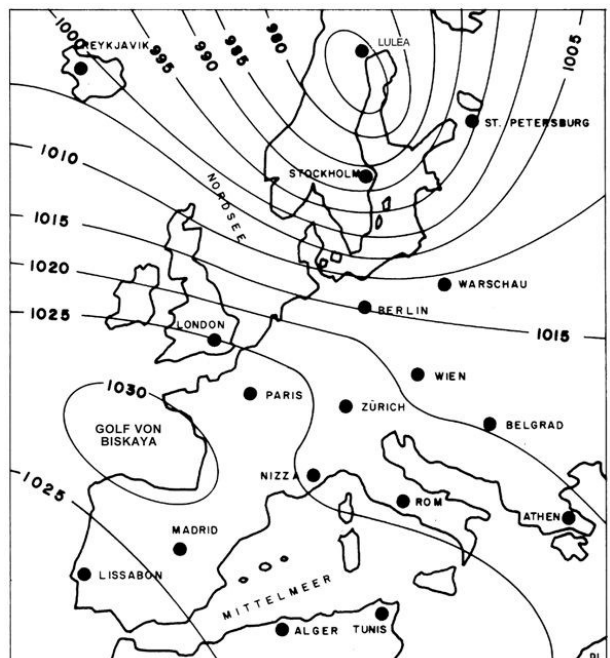 1000
995
990
985
980
1005
REYKJAVIK
LULEA
ST. PETERSBURG
STOCKHOLM
1010
NORDSEE
1015
1020
1025
WARSCHAU
BERLIN
1015
LONDON
WIEN
1030
PARIS
ZÜRICH
BELGRAD
GOLF VON
BISKAYA
NIZZA
1025
ROM
ATHEN
MADRID
LISSABON
MITTELMEER
ALGER
TUNIS